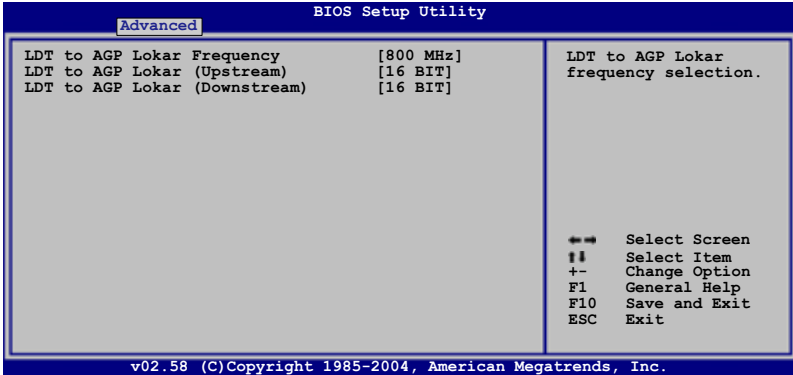 BIOS Setup Utility
Advanced
LDT to AGP Lokar Frequency [800 MHz]
LDT to AGP Lokar (Upstream) [16 BIT]
LDT to AGP Lokar (Downstream) [16 BIT]
LDT to AGP Lokar
frequency selection.
←→ Select Screen
↑↓ Select Item
+- Change Option
F1 General Help
F10 Save and Exit
ESC Exit
v02.58 (C)Copyright 1985-2004, American Megatrends, Inc.